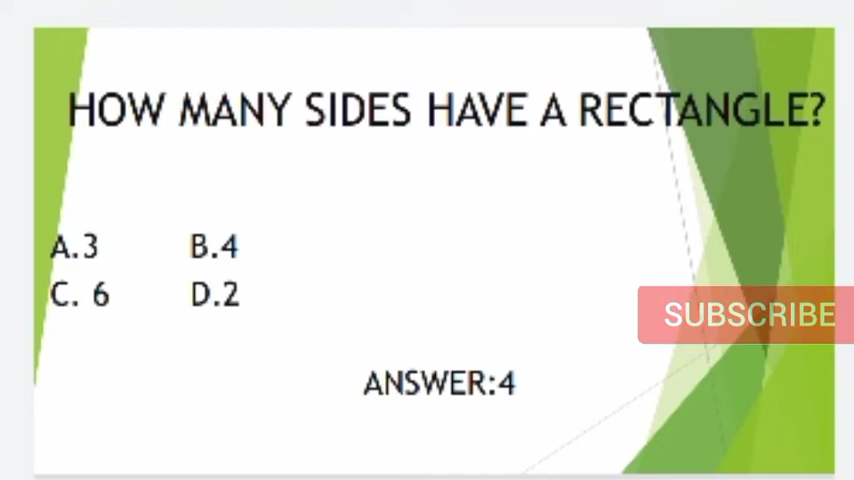 HOW MANY SIDES HAVE A RECTANGLE?
A.3 B.4
C. 6 D.2
SUBSCRIBE
ANSWER:4